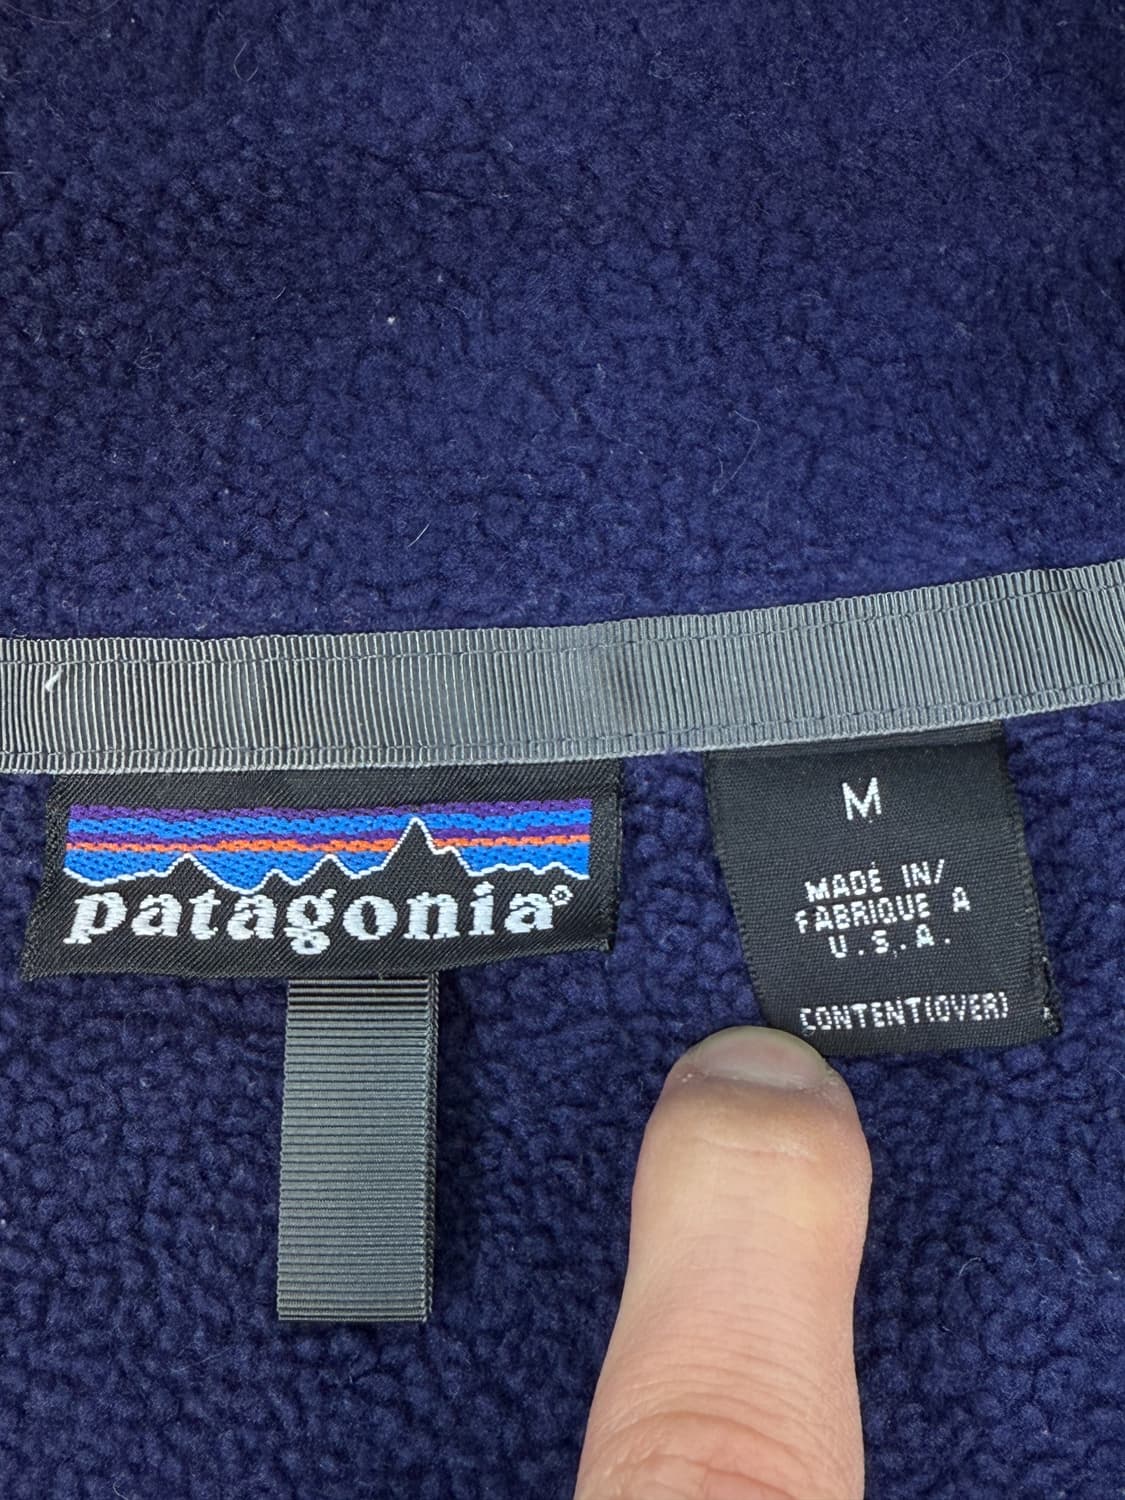 patagonia®
M
MADE IN/
FABRIQUE A
U.S.A.
CONTENT(OVER)